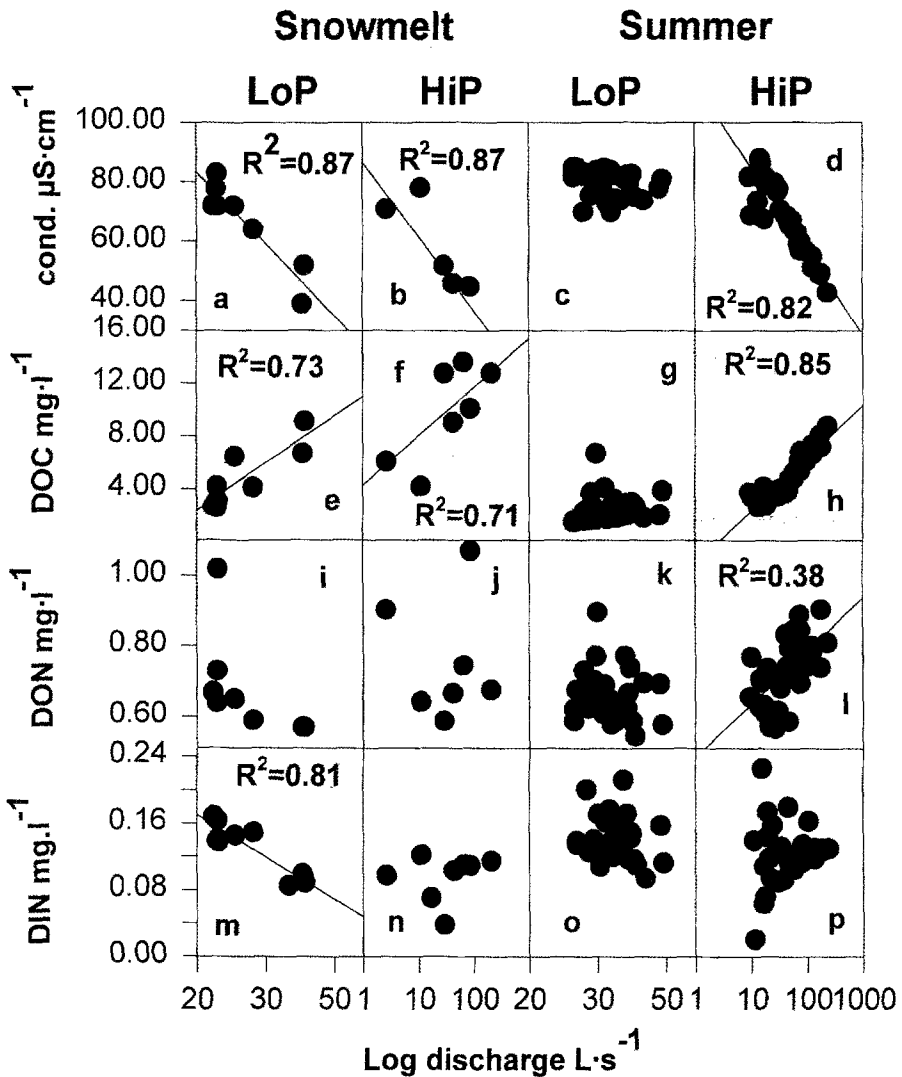 Snowmelt Summer
LoP HiP LoP HiP
cond. µS·cm⁻¹
100.00
80.00
60.00
40.00
16.00
R²=0.87
a
R²=0.87
b
c
d
R²=0.82
DOC mg·l⁻¹
12.00
8.00
4.00
R²=0.73
e
f
R²=0.71
g
R²=0.85
h
DON mg·l⁻¹
1.00
0.80
0.60
i
j
k
R²=0.38
l
DIN mg.l⁻¹
0.24
0.16
0.08
0.00
R²=0.81
m
n
o
p
20 30 50 1 10 100 20 30 50 1 10 100 1000
Log discharge L·s⁻¹